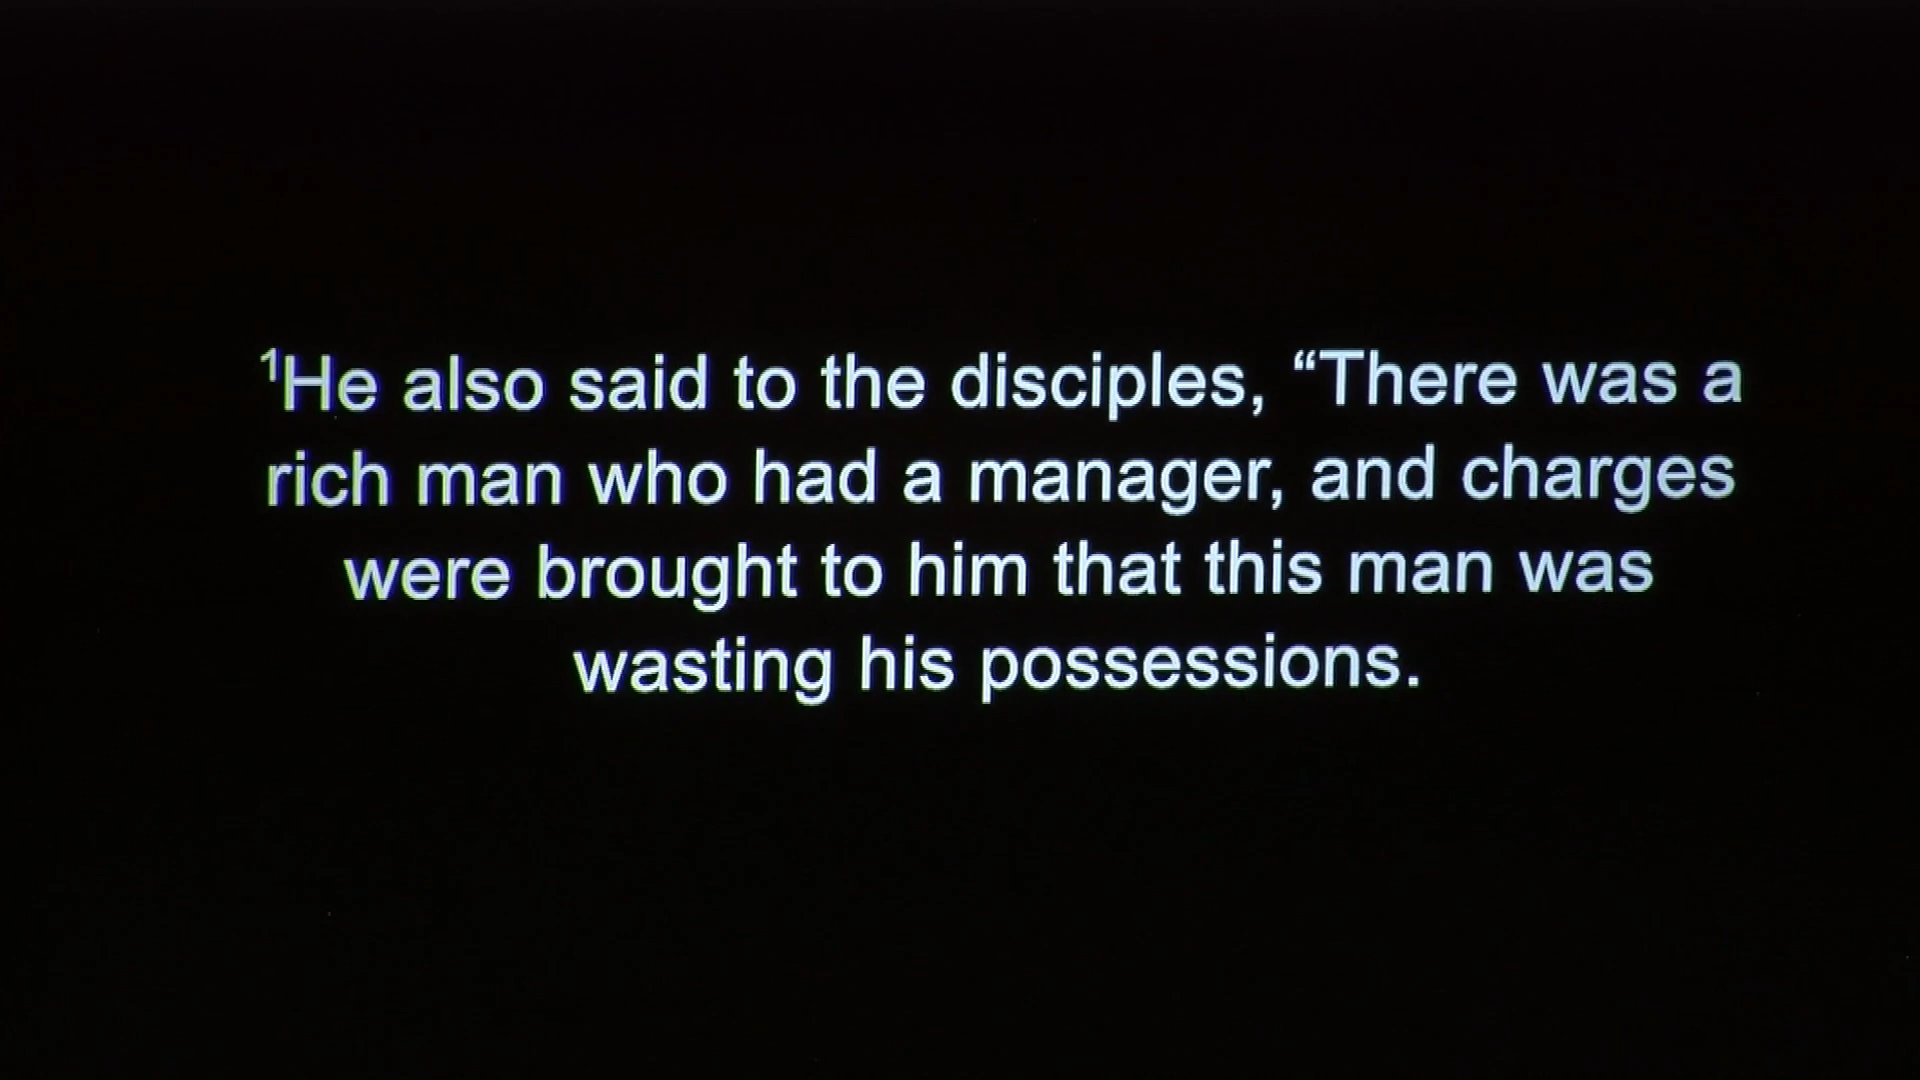 ¹He also said to the disciples, “There was a
rich man who had a manager, and charges
were brought to him that this man was
wasting his possessions.